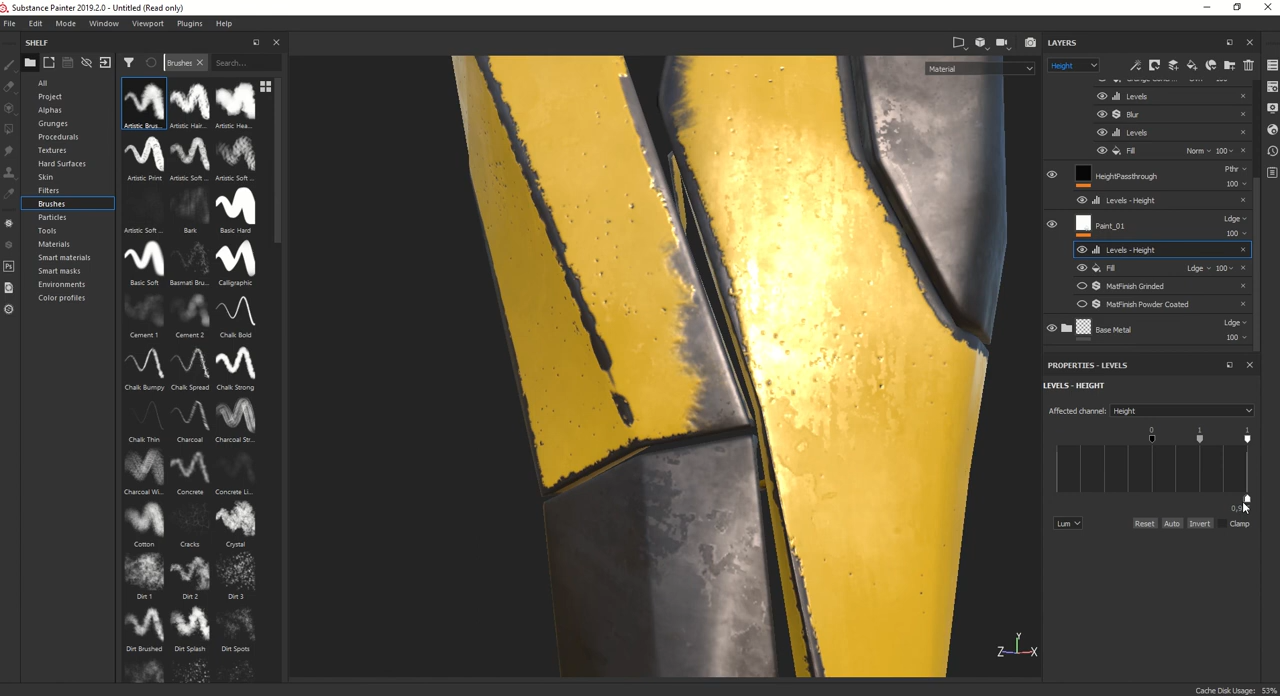 Substance Painter 2019.2.0 - Untitled (Read only)
File Edit Mode Window Viewport Plugins Help
SHELF
Brushes ✕ Search...
All
Project
Alphas
Grunges
Procedurals
Textures
Hard Surfaces
Skin
Filters
Brushes
Particles
Tools
Materials
Smart materials
Smart masks
Environments
Color profiles
Artistic Brus... Artistic Hair... Artistic Hea...
Artistic Print Artistic Soft ... Artistic Soft ...
Artistic Soft ... Bark Basic Hard
Basic Soft Basmati Bru... Calligraphic
Cement 1 Cement 2 Chalk Bold
Chalk Bumpy Chalk Spread Chalk Strong
Chalk Thin Charcoal Charcoal Str...
Charcoal Wi... Concrete Concrete Li...
Cotton Cracks Crystal
Dirt 1 Dirt 2 Dirt 3
Dirt Brushed Dirt Splash Dirt Spots
Ps
Material
Y
Z X
LAYERS
Height
Levels
Blur
Levels
Fill Norm 100
HeightPassthrough Pthr
100
Levels - Height
Paint_01 Ldge
100
Levels - Height
Fill Ldge 100
MatFinish Grinded
MatFinish Powder Coated
Base Metal Ldge
100
PROPERTIES - LEVELS
LEVELS - HEIGHT
Affected channel: Height
0 1 1
Lum Reset Auto Invert Clamp
Cache Disk Usage: 53%